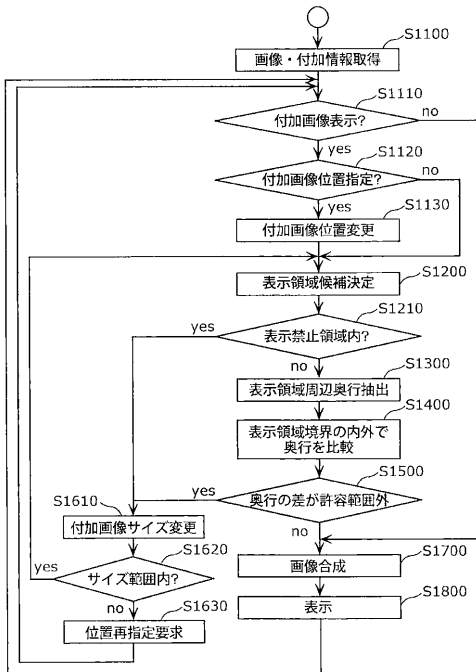 S1100
画像・付加情報取得
S1110
付加画像表示?
no
yes
S1120
付加画像位置指定?
no
yes
S1130
付加画像位置変更
S1200
表示領域候補決定
S1210
表示禁止領域内?
yes
no
S1300
表示領域周辺奥行抽出
S1400
表示領域境界の内外で
奥行を比較
S1500
奥行の差が許容範囲外
yes
no
S1610
付加画像サイズ変更
S1620
サイズ範囲内?
yes
no
S1630
位置再指定要求
S1700
画像合成
S1800
表示